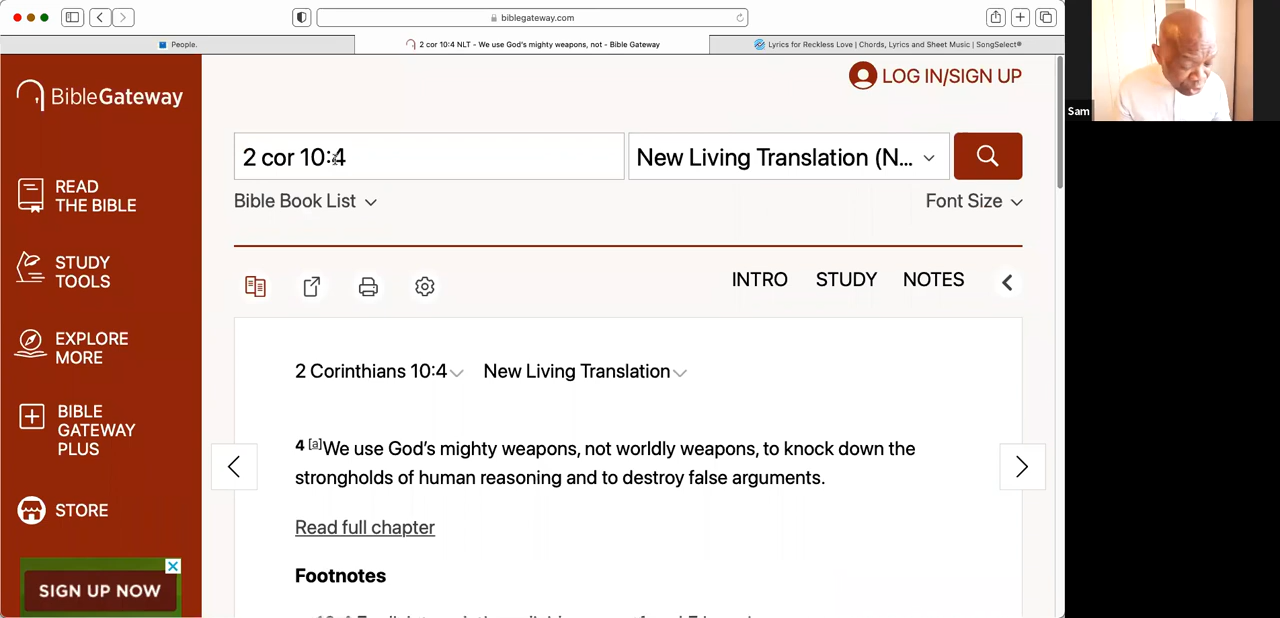 biblegateway.com
People.
2 cor 10:4 NLT - We use God's mighty weapons, not - Bible Gateway
Lyrics for Reckless Love | Chords, Lyrics and Sheet Music | SongSelect®
BibleGateway
LOG IN/SIGN UP
Sam
2 cor 10:4
New Living Translation (N...
Bible Book List
Font Size
READ
THE BIBLE
STUDY
TOOLS
EXPLORE
MORE
BIBLE
GATEWAY
PLUS
STORE
SIGN UP NOW
INTRO STUDY NOTES
2 Corinthians 10:4 New Living Translation
4 [a]We use God's mighty weapons, not worldly weapons, to knock down the
strongholds of human reasoning and to destroy false arguments.
Read full chapter
Footnotes